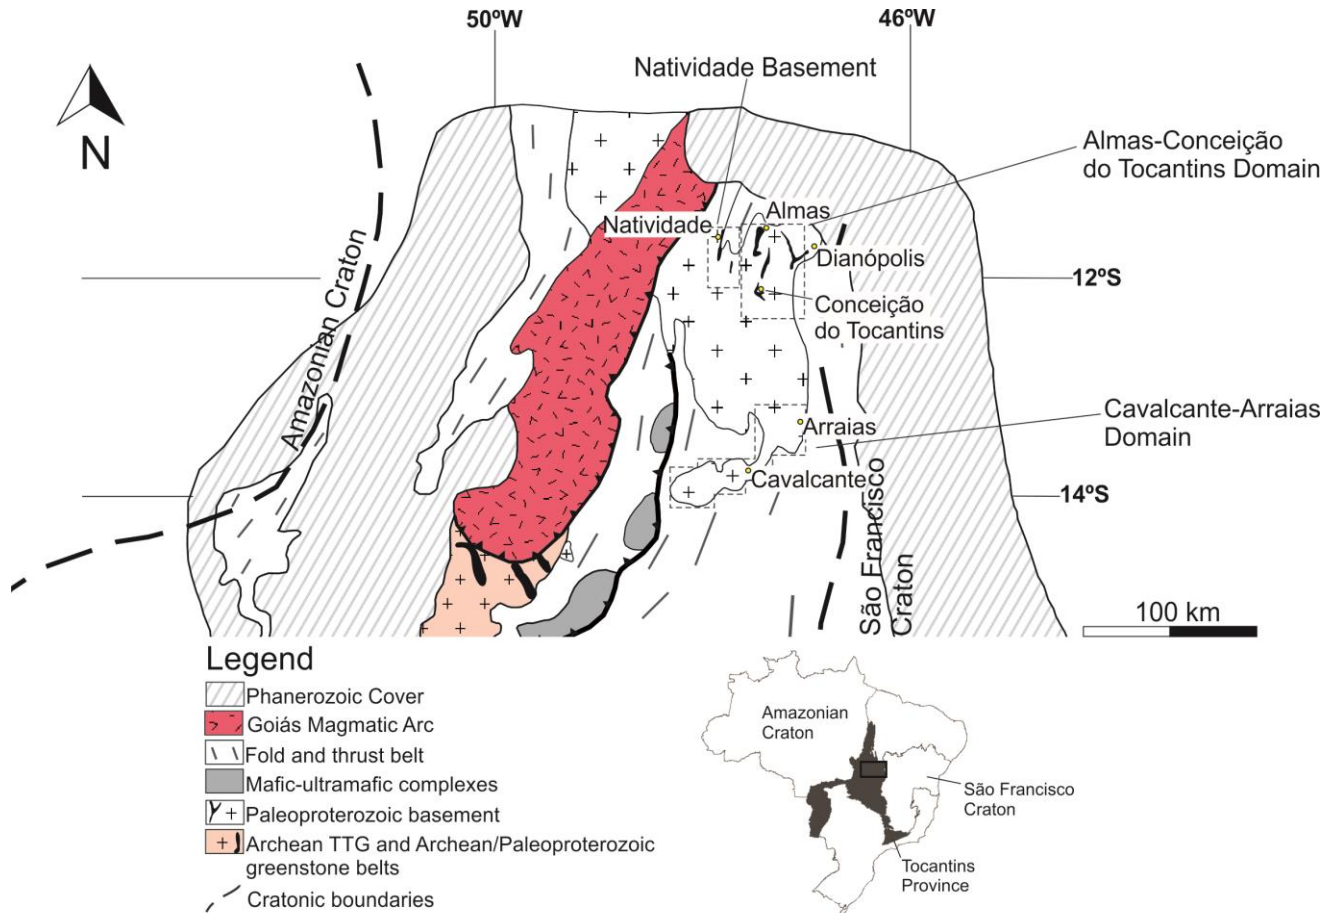 50ºW
46ºW
Natividade Basement
N
Almas-Conceição
do Tocantins Domain
Almas
Natividade
Dianópolis
12ºS
Conceição
do Tocantins
Amazonian Craton
Cavalcante-Arraias
Domain
Arraias
Cavalcante
14ºS
São Francisco
Craton
100 km
Legend
Phanerozoic Cover
Goiás Magmatic Arc
Fold and thrust belt
Mafic-ultramafic complexes
Paleoproterozoic basement
Archean TTG and Archean/Paleoproterozoic
greenstone belts
Cratonic boundaries
Amazonian
Craton
São Francisco
Craton
Tocantins
Province